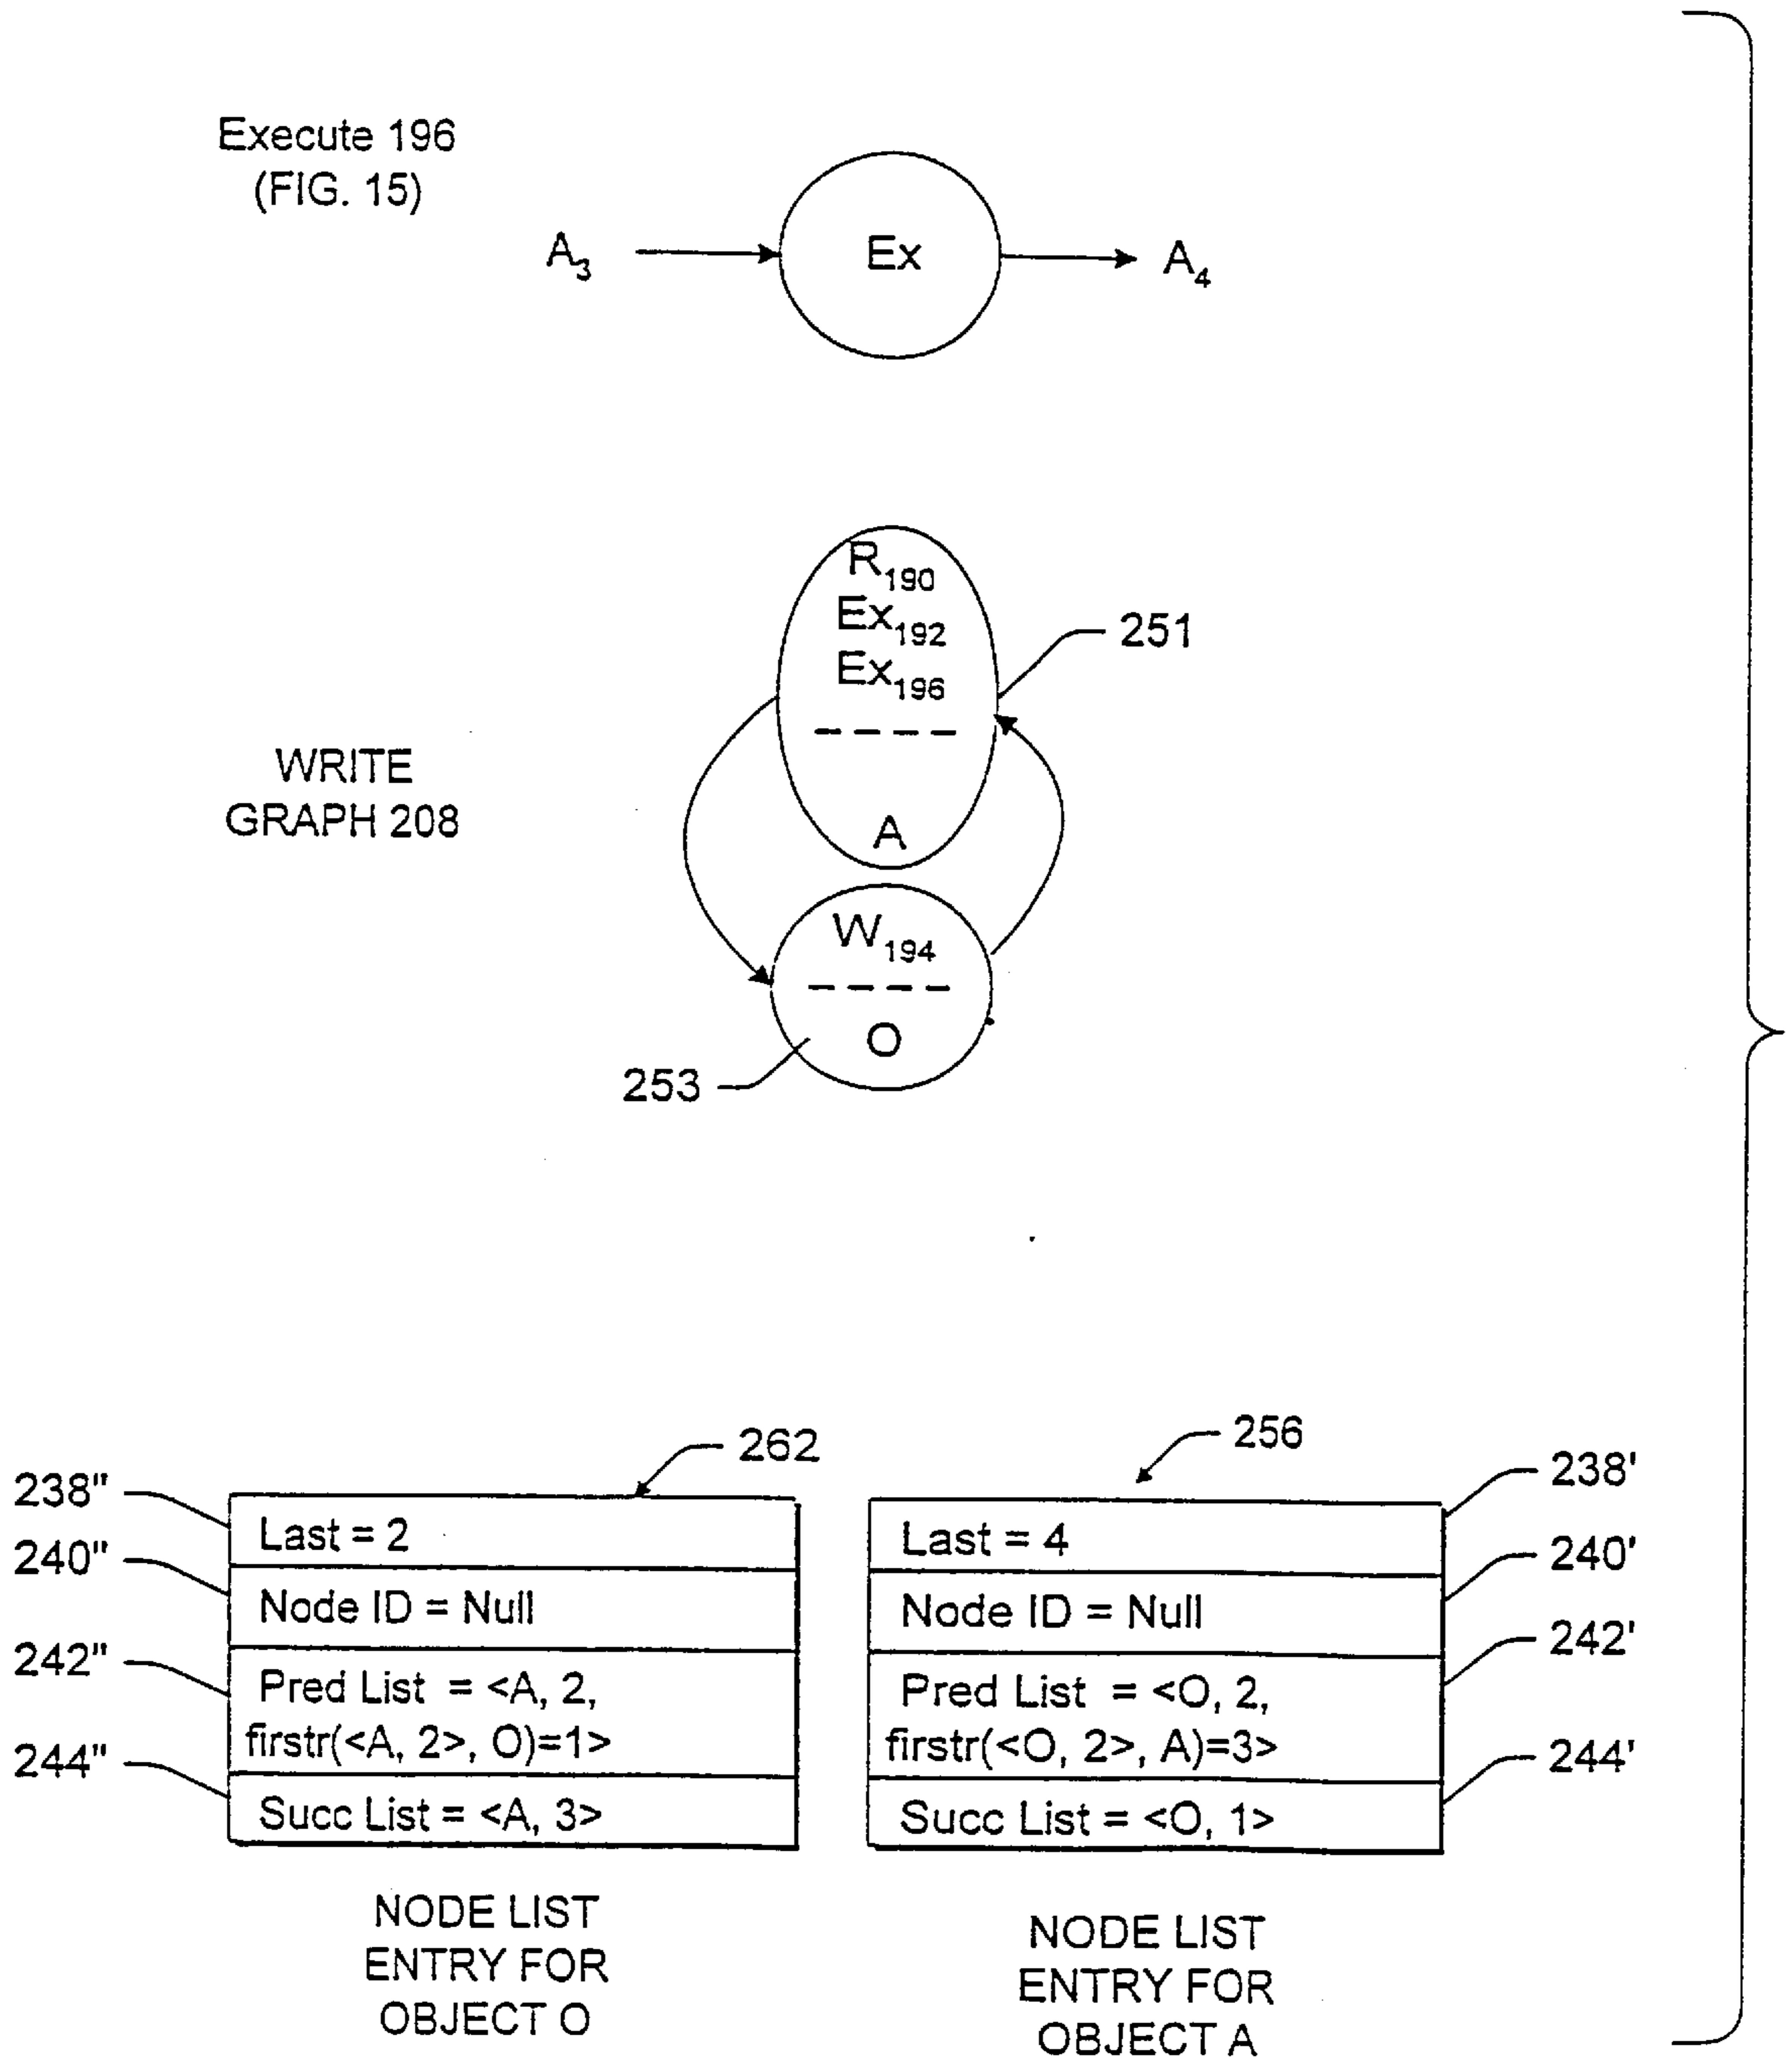 Execute 196
(FIG. 15)
A₃
Ex
A₄
R₁₉₀
Ex₁₉₂
Ex₁₉₆
251
WRITE
GRAPH 208
A
W₁₉₄
O
253
262
256
238"
238'
Last = 2
Last = 4
240"
240'
Node ID = Null
Node ID = Null
242"
242'
Pred List = <A, 2,
firstr(<A, 2>, O)=1>
Pred List = <O, 2,
firstr(<O, 2>, A)=3>
244"
244'
Succ List = <A, 3>
Succ List = <O, 1>
NODE LIST
ENTRY FOR
OBJECT O
NODE LIST
ENTRY FOR
OBJECT A